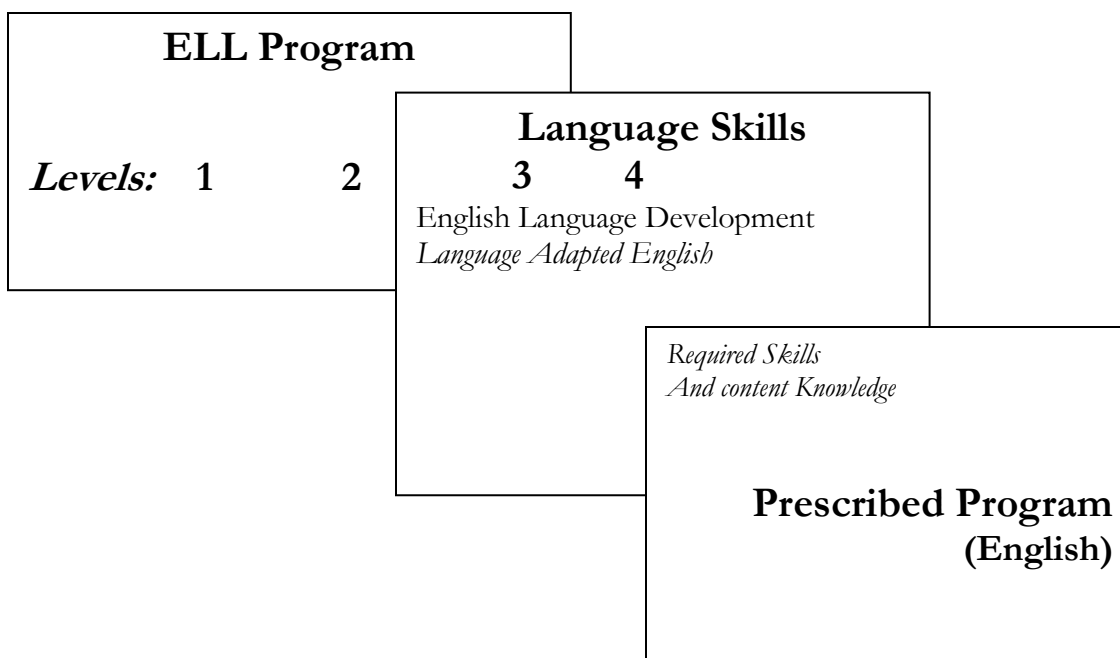 ELL Program
Levels: 1 2
Language Skills
3 4
English Language Development
Language Adapted English
Required Skills
And content Knowledge
Prescribed Program
(English)